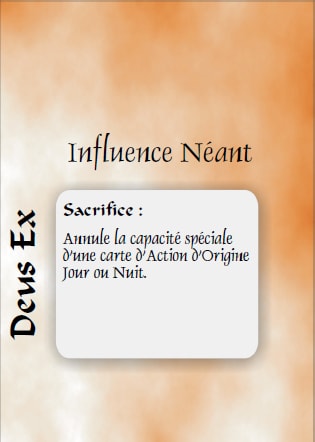 Influence Néant
Deus Ex
Sacrifice :
Annule la capacité spéciale
d'une carte d'Action d'Origine
Jour ou Nuit.